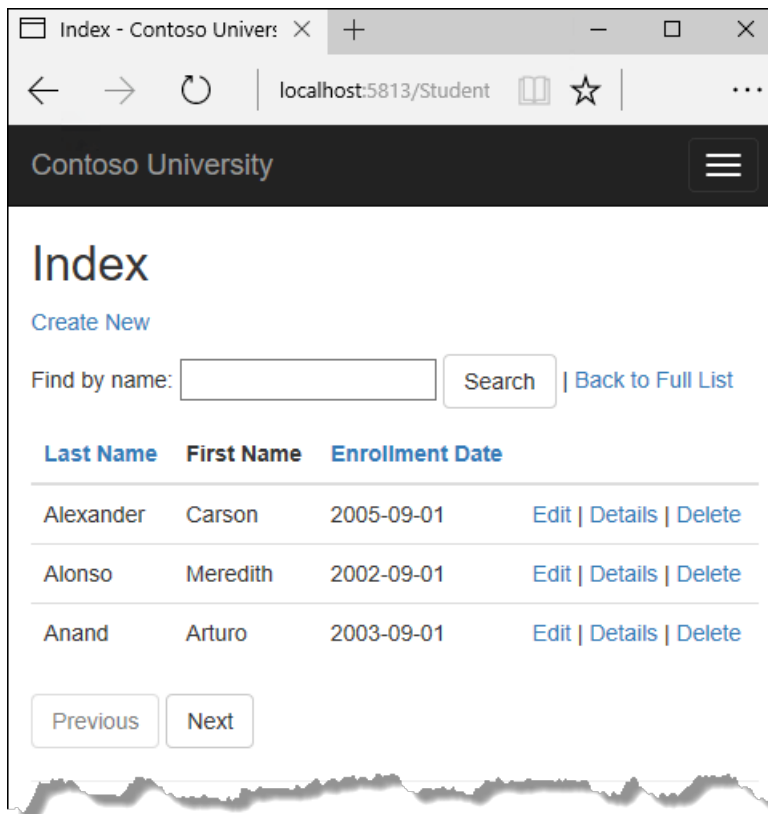 Index - Contoso Univers
localhost:5813/Student
Contoso University
Index
Create New
Find by name: Search | Back to Full List
Last Name First Name Enrollment Date
Alexander Carson 2005-09-01 Edit | Details | Delete
Alonso Meredith 2002-09-01 Edit | Details | Delete
Anand Arturo 2003-09-01 Edit | Details | Delete
Previous Next